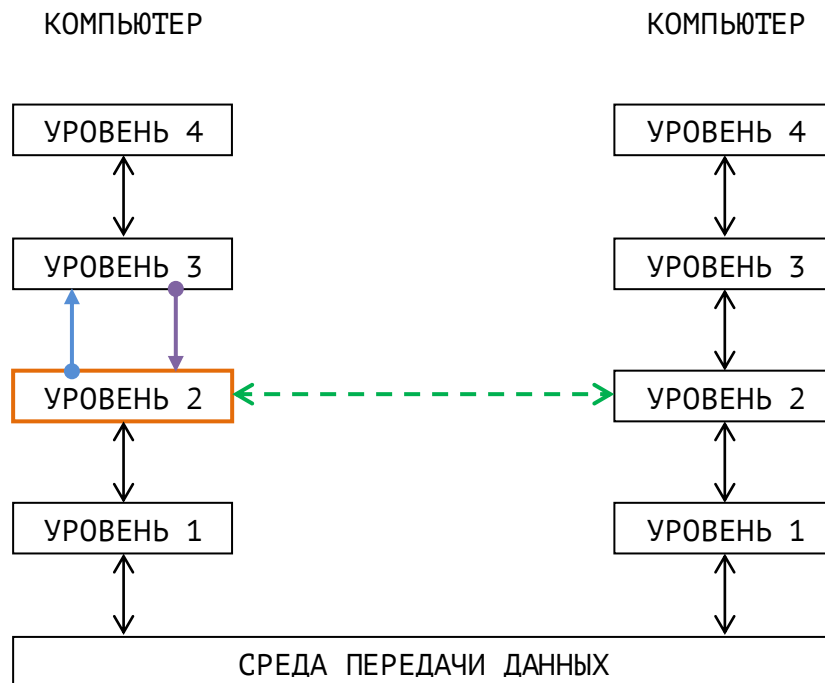 КОМПЬЮТЕР КОМПЬЮТЕР
УРОВЕНЬ 4 УРОВЕНЬ 4
УРОВЕНЬ 3 УРОВЕНЬ 3
УРОВЕНЬ 2 УРОВЕНЬ 2
УРОВЕНЬ 1 УРОВЕНЬ 1
СРЕДА ПЕРЕДАЧИ ДАННЫХ